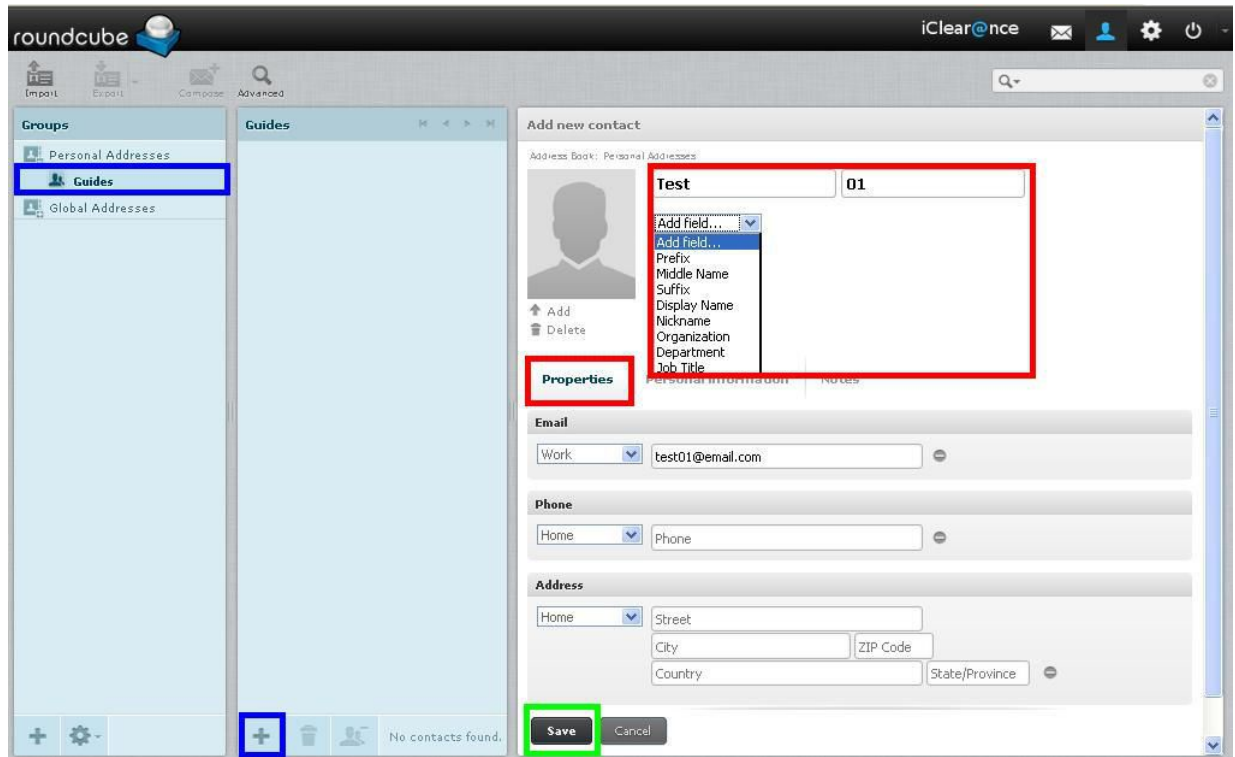 roundcube
iClear@nce
Import
Export
Compose
Advanced
Groups
Personal Addresses
Guides
Global Addresses
Guides
No contacts found.
Add new contact
Address Book: Personal Addresses
Test 01
Add field...
Add field...
Prefix
Middle Name
Suffix
Display Name
Nickname
Organization
Department
Job Title
Add
Delete
Properties Personal Information Notes
Email
Work test01@email.com
Phone
Home Phone
Address
Home Street
City ZIP Code
Country State/Province
Save Cancel